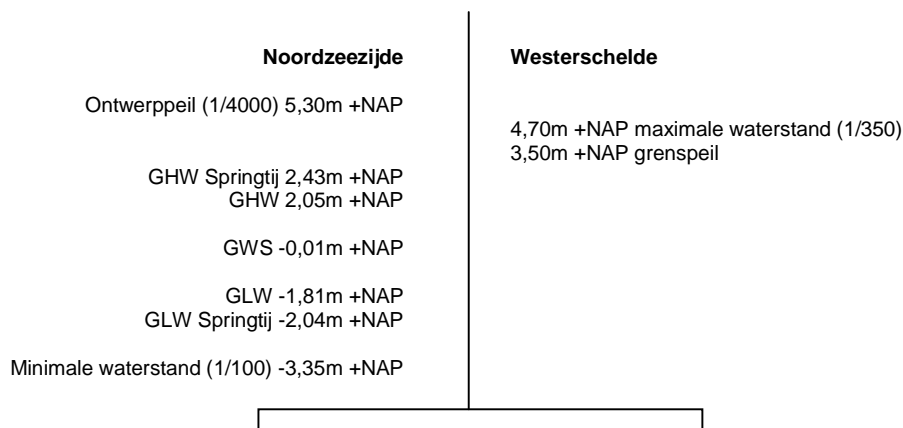 Noordzeezijde
Ontwerppeil (1/4000) 5,30m +NAP
GHW Springtij 2,43m +NAP
GHW 2,05m +NAP
GWS -0,01m +NAP
GLW -1,81m +NAP
GLW Springtij -2,04m +NAP
Minimale waterstand (1/100) -3,35m +NAP
Westerschelde
4,70m +NAP maximale waterstand (1/350)
3,50m +NAP grenspeil